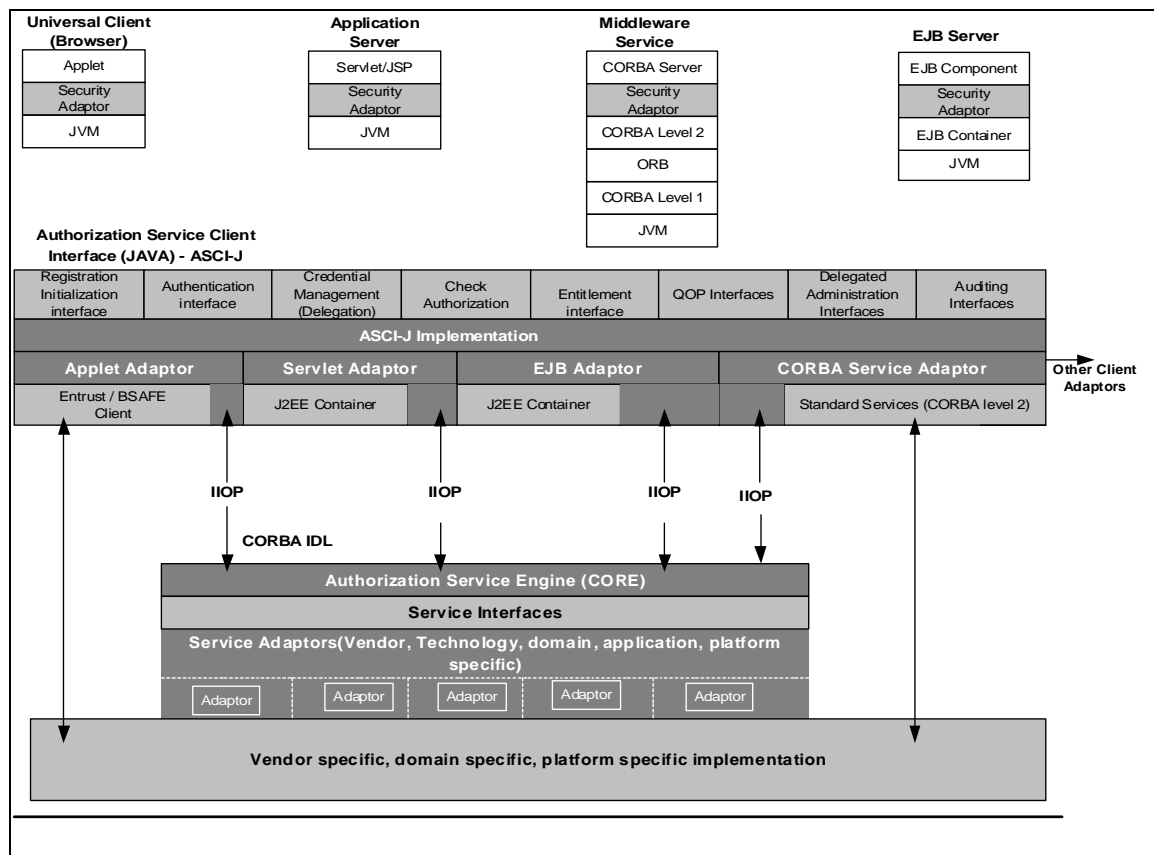 Universal Client
(Browser)
Applet
Security
Adaptor
JVM
Application
Server
Servlet/JSP
Security
Adaptor
JVM
Middleware
Service
CORBA Server
Security
Adaptor
CORBA Level 2
ORB
CORBA Level 1
JVM
EJB Server
EJB Component
Security
Adaptor
EJB Container
JVM
Authorization Service Client
Interface (JAVA) - ASCI-J
Registration
Initialization
interface
Authentication
interface
Credential
Management
(Delegation)
Check
Authorization
Entitlement
interface
QOP Interfaces
Delegated
Administration
Interfaces
Auditing
Interfaces
ASCI-J Implementation
Applet Adaptor
Servlet Adaptor
EJB Adaptor
CORBA Service Adaptor
Other Client
Adaptors
Entrust / BSAFE
Client
J2EE Container
J2EE Container
Standard Services (CORBA level 2)
IIOP
IIOP
IIOP
IIOP
CORBA IDL
Authorization Service Engine (CORE)
Service Interfaces
Service Adaptors(Vendor, Technology, domain, application, platform
specific)
Adaptor
Adaptor
Adaptor
Adaptor
Adaptor
Vendor specific, domain specific, platform specific implementation